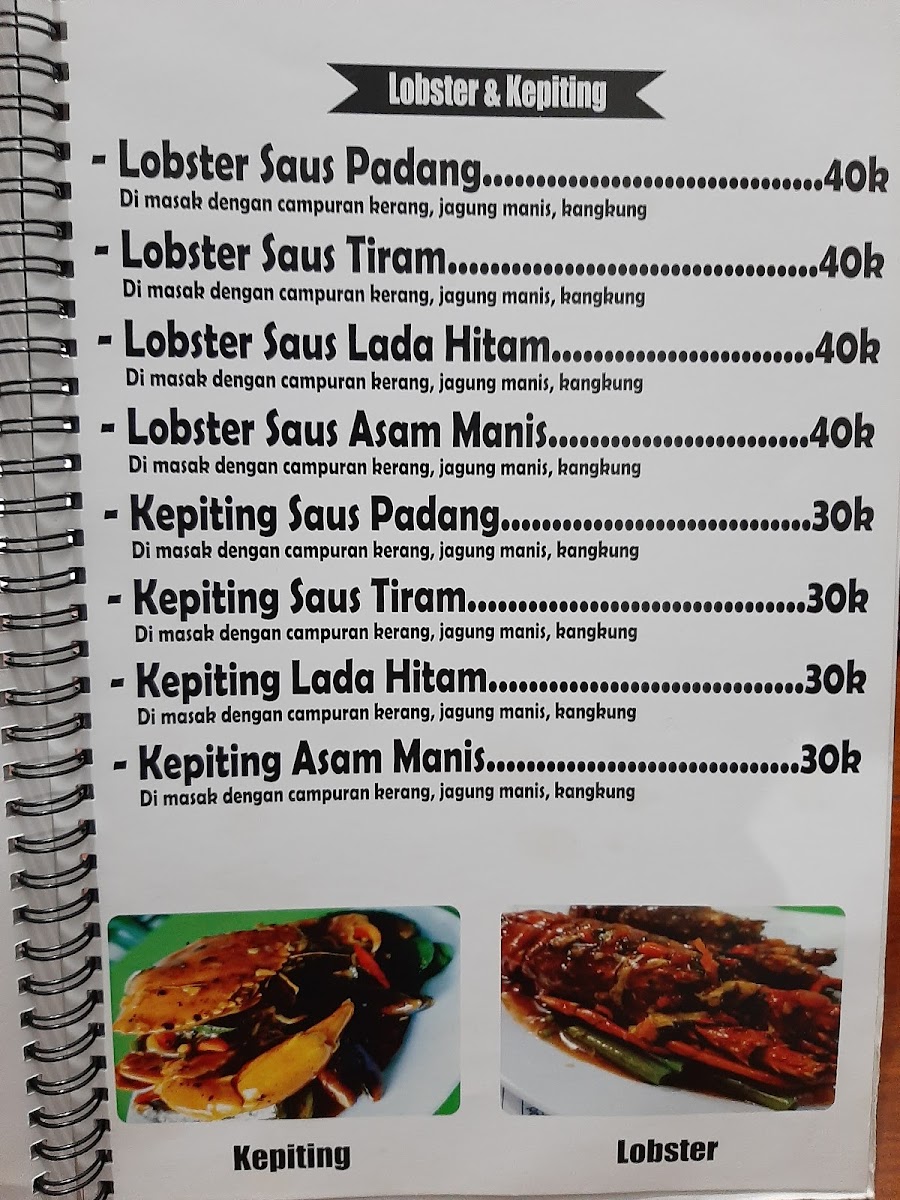 Lobster & Kepiting
- Lobster Saus Padang.................................40k
Di masak dengan campuran kerang, jagung manis, kangkung
- Lobster Saus Tiram....................................40k
Di masak dengan campuran kerang, jagung manis, kangkung
- Lobster Saus Lada Hitam.........................40k
Di masak dengan campuran kerang, jagung manis, kangkung
- Lobster Saus Asam Manis.........................40k
Di masak dengan campuran kerang, jagung manis, kangkung
- Kepiting Saus Padang..............................30k
Di masak dengan campuran kerang, jagung manis, kangkung
- Kepiting Saus Tiram.................................30k
Di masak dengan campuran kerang, jagung manis, kangkung
- Kepiting Lada Hitam...............................30k
Di masak dengan campuran kerang, jagung manis, kangkung
- Kepiting Asam Manis...............................30k
Di masak dengan campuran kerang, jagung manis, kangkung
Kepiting
Lobster